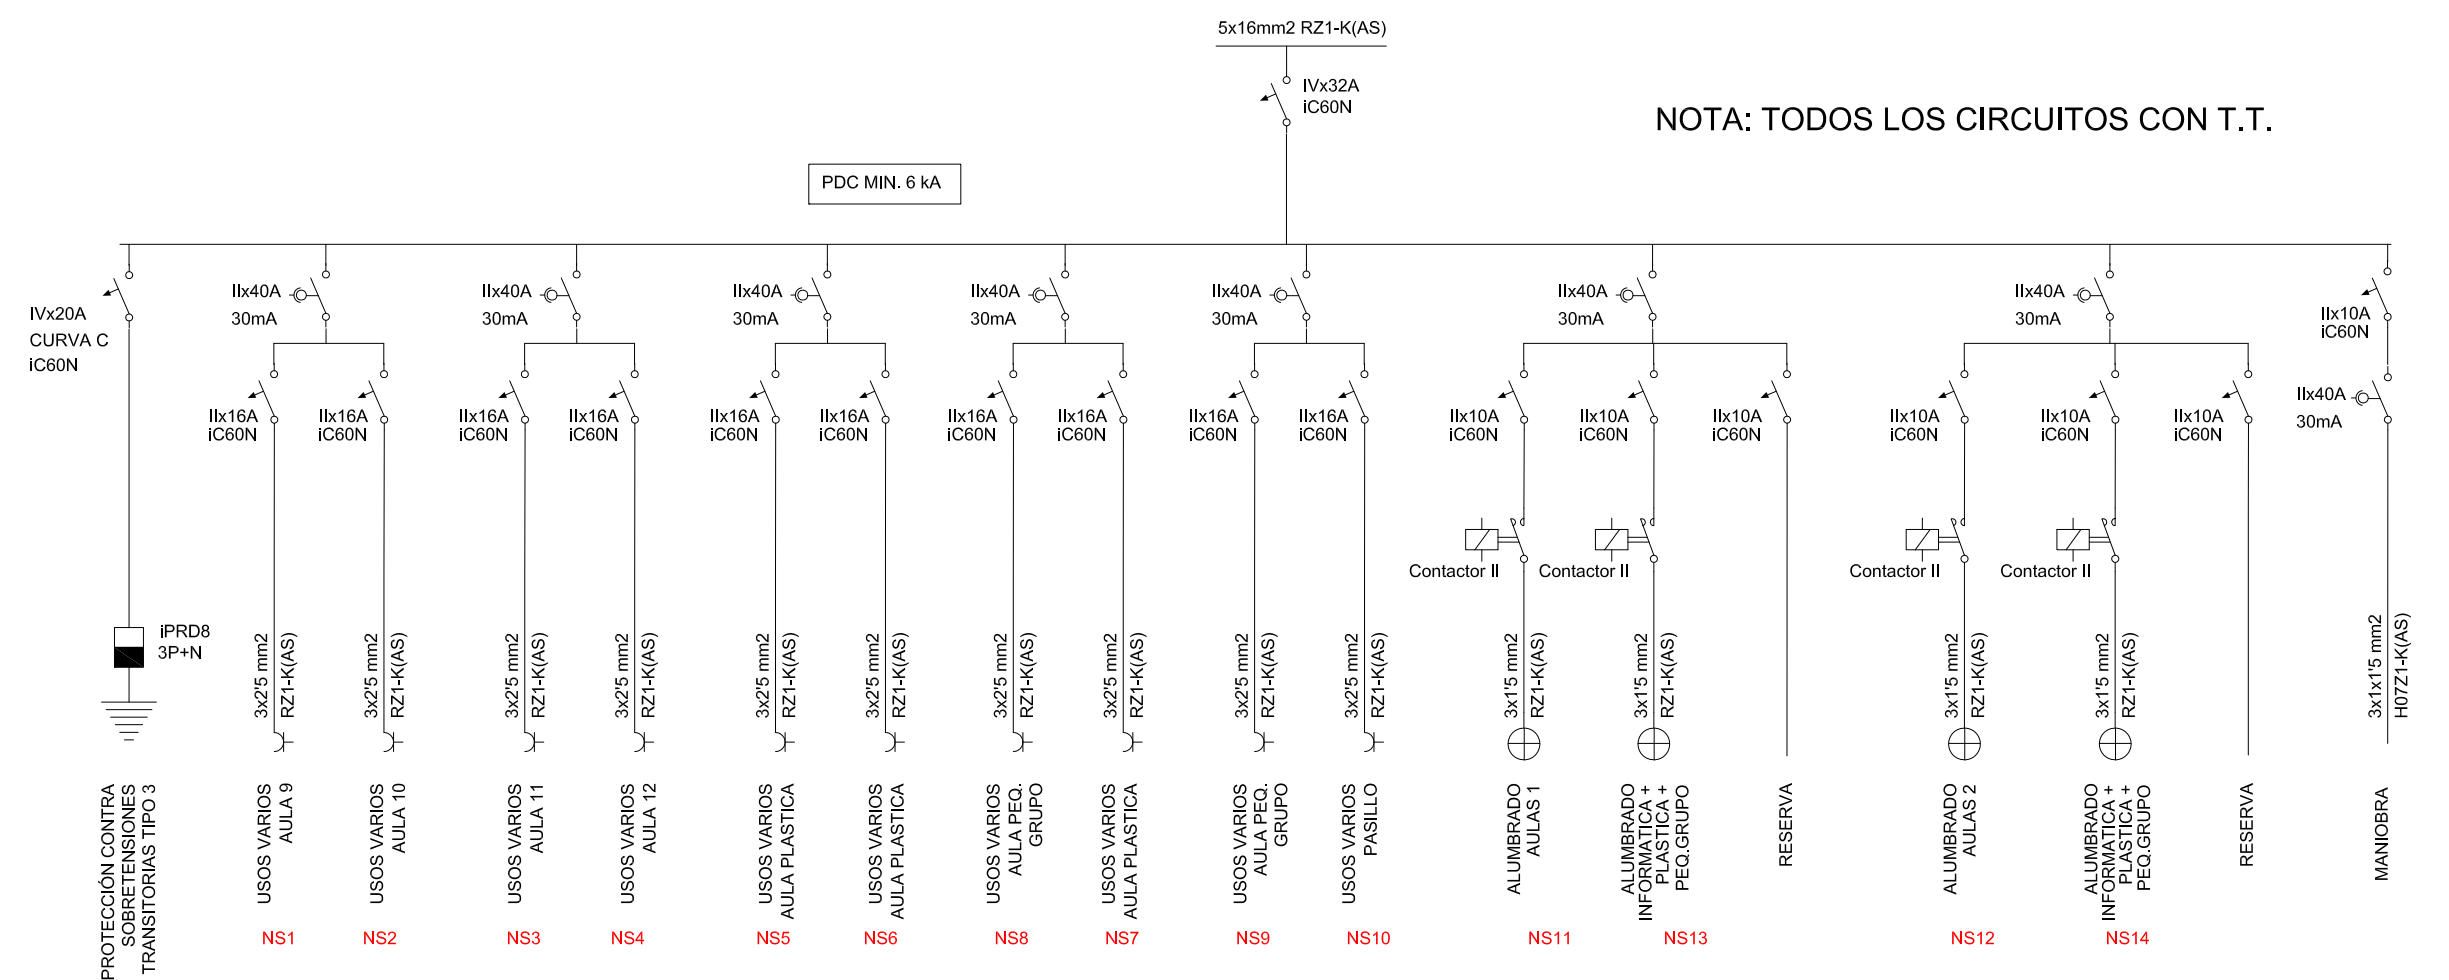 5x16mm2 RZ1-K(AS)
IVx32A
iC60N
NOTA: TODOS LOS CIRCUITOS CON T.T.
PDC MIN. 6 kA
IVx20A
CURVA C
iC60N
IIx40A
30mA
IIx40A
30mA
IIx40A
30mA
IIx40A
30mA
IIx40A
30mA
IIx40A
30mA
IIx40A
30mA
IIx10A
iC60N
IIx40A
30mA
IIx16A
iC60N
IIx16A
iC60N
IIx16A
iC60N
IIx16A
iC60N
IIx16A
iC60N
IIx16A
iC60N
IIx16A
iC60N
IIx16A
iC60N
IIx16A
iC60N
IIx16A
iC60N
IIx10A
iC60N
IIx10A
iC60N
IIx10A
iC60N
IIx10A
iC60N
IIx10A
iC60N
IIx10A
iC60N
Contactor II
Contactor II
Contactor II
Contactor II
iPRD8
3P+N
3x2'5 mm2
RZ1-K(AS)
3x2'5 mm2
RZ1-K(AS)
3x2'5 mm2
RZ1-K(AS)
3x2'5 mm2
RZ1-K(AS)
3x2'5 mm2
RZ1-K(AS)
3x2'5 mm2
RZ1-K(AS)
3x2'5 mm2
RZ1-K(AS)
3x2'5 mm2
RZ1-K(AS)
3x2'5 mm2
RZ1-K(AS)
3x2'5 mm2
RZ1-K(AS)
3x1'5 mm2
RZ1-K(AS)
3x1'5 mm2
RZ1-K(AS)
3x1'5 mm2
RZ1-K(AS)
3x1'5 mm2
RZ1-K(AS)
3x1x1'5 mm2
H07Z1-K(AS)
PROTECCIÓN CONTRA
SOBRETENSIONES
TRANSITORIAS TIPO 3
USOS VARIOS
AULA 9
USOS VARIOS
AULA 10
USOS VARIOS
AULA 11
USOS VARIOS
AULA 12
USOS VARIOS
AULA PLASTICA
USOS VARIOS
AULA PLASTICA
USOS VARIOS
AULA PEQ.
GRUPO
USOS VARIOS
AULA PLASTICA
USOS VARIOS
AULA PEQ.
GRUPO
USOS VARIOS
PASILLO
ALUMBRADO
AULAS 1
ALUMBRADO
INFORMATICA +
PLASTICA +
PEQ.GRUPO
RESERVA
ALUMBRADO
AULAS 2
ALUMBRADO
INFORMATICA +
PLASTICA +
PEQ.GRUPO
RESERVA
MANIOBRA
NS1
NS2
NS3
NS4
NS5
NS6
NS8
NS7
NS9
NS10
NS11
NS13
NS12
NS14